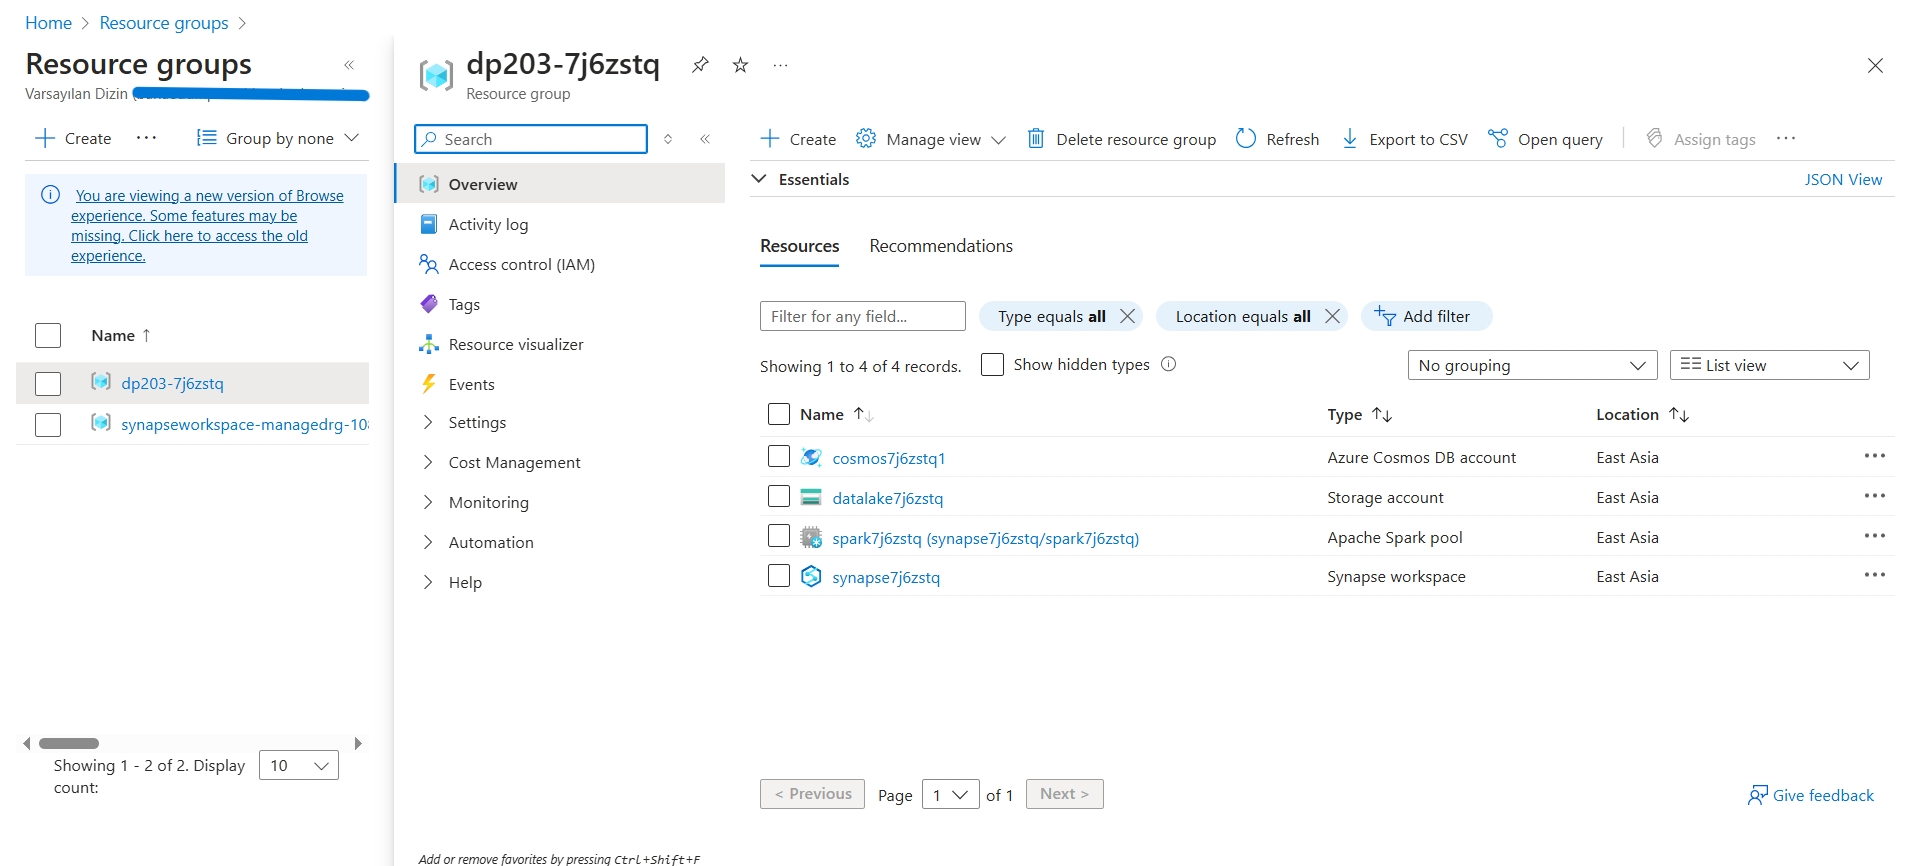 Home > Resource groups >
Resource groups «
Varsayılan Dizin
+ Create ··· Group by none
You are viewing a new version of Browse
experience. Some features may be
missing. Click here to access the old
experience.
Name ↑
dp203-7j6zstq
synapseworkspace-managedrg-10
Showing 1 - 2 of 2. Display
count:
10
dp203-7j6zstq ···
Resource group
Search
«
Overview
Activity log
Access control (IAM)
Tags
Resource visualizer
Events
Settings
Cost Management
Monitoring
Automation
Help
Add or remove favorites by pressing Ctrl+Shift+F
+ Create Manage view Delete resource group Refresh Export to CSV Open query Assign tags ···
Essentials JSON View
Resources Recommendations
Filter for any field... Type equals all Location equals all Add filter
Showing 1 to 4 of 4 records. Show hidden types No grouping List view
Name ↑↓ Type ↑↓ Location ↑↓
cosmos7j6zstq1 Azure Cosmos DB account East Asia ···
datalake7j6zstq Storage account East Asia ···
spark7j6zstq (synapse7j6zstq/spark7j6zstq) Apache Spark pool East Asia ···
synapse7j6zstq Synapse workspace East Asia ···
< Previous Page 1 of 1 Next > Give feedback